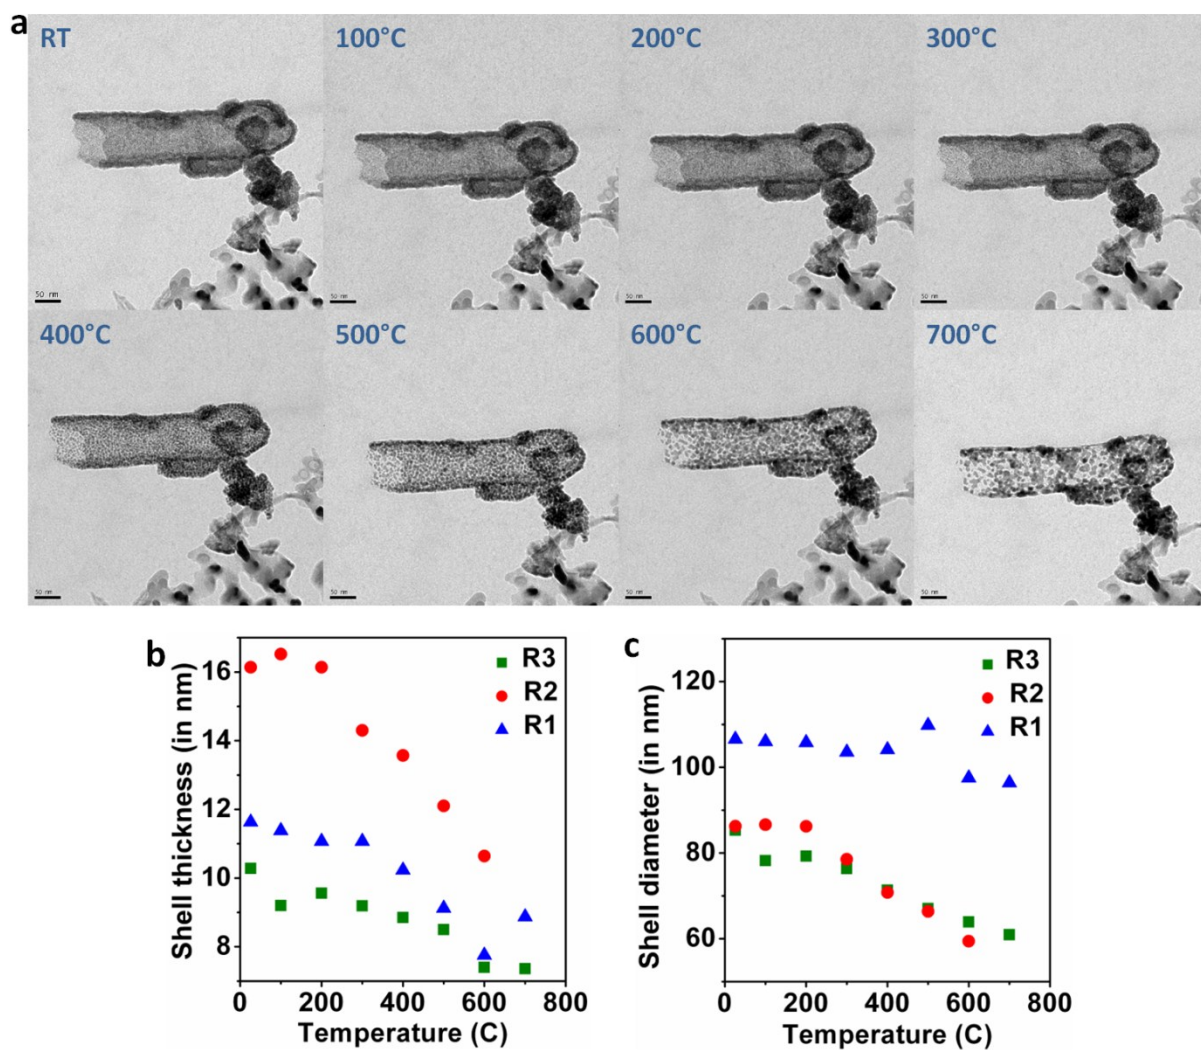 a
RT
100°C
200°C
300°C
50 nm
50 nm
50 nm
50 nm
400°C
500°C
600°C
700°C
50 nm
50 nm
50 nm
50 nm
b
Shell thickness (in nm)
16
14
12
10
8
R3
R2
R1
0
200
400
600
800
Temperature (C)
c
Shell diameter (in nm)
120
100
80
60
R3
R2
R1
0
200
400
600
800
Temperature (C)